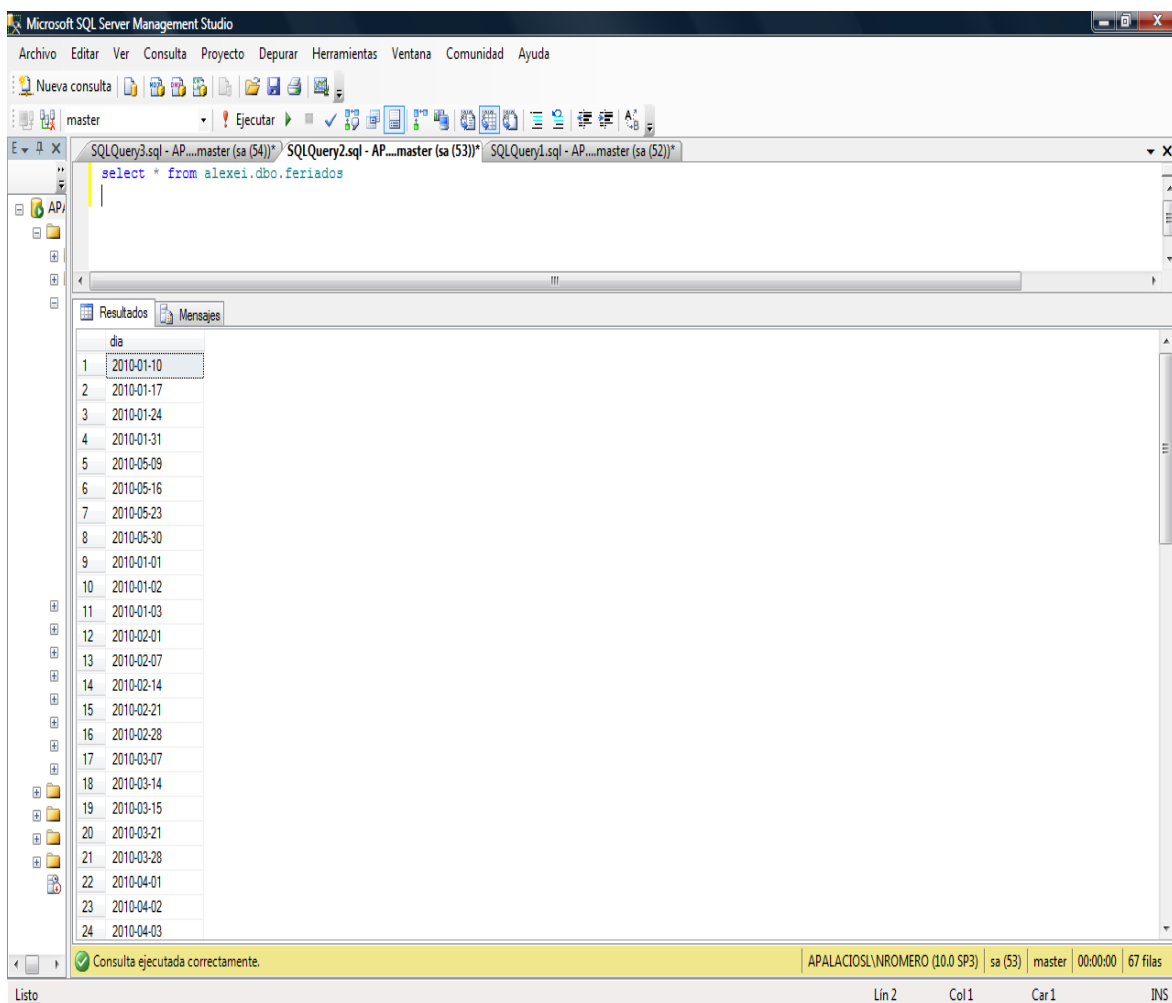 Microsoft SQL Server Management Studio
Archivo Editar Ver Consulta Proyecto Depurar Herramientas Ventana Comunidad Ayuda
Nueva consulta
master Ejecutar
SQLQuery3.sql - AP....master (sa (54))* SQLQuery2.sql - AP....master (sa (53))* SQLQuery1.sql - AP....master (sa (52))*
select * from alexei.dbo.feriados
Resultados Mensajes
dia
1 2010-01-10
2 2010-01-17
3 2010-01-24
4 2010-01-31
5 2010-05-09
6 2010-05-16
7 2010-05-23
8 2010-05-30
9 2010-01-01
10 2010-01-02
11 2010-01-03
12 2010-02-01
13 2010-02-07
14 2010-02-14
15 2010-02-21
16 2010-02-28
17 2010-03-07
18 2010-03-14
19 2010-03-15
20 2010-03-21
21 2010-03-28
22 2010-04-01
23 2010-04-02
24 2010-04-03
Consulta ejecutada correctamente. APALACIOSL\NROMERO (10.0 SP3) sa (53) master 00:00:00 67 filas
Listo Lín 2 Col 1 Car 1 INS